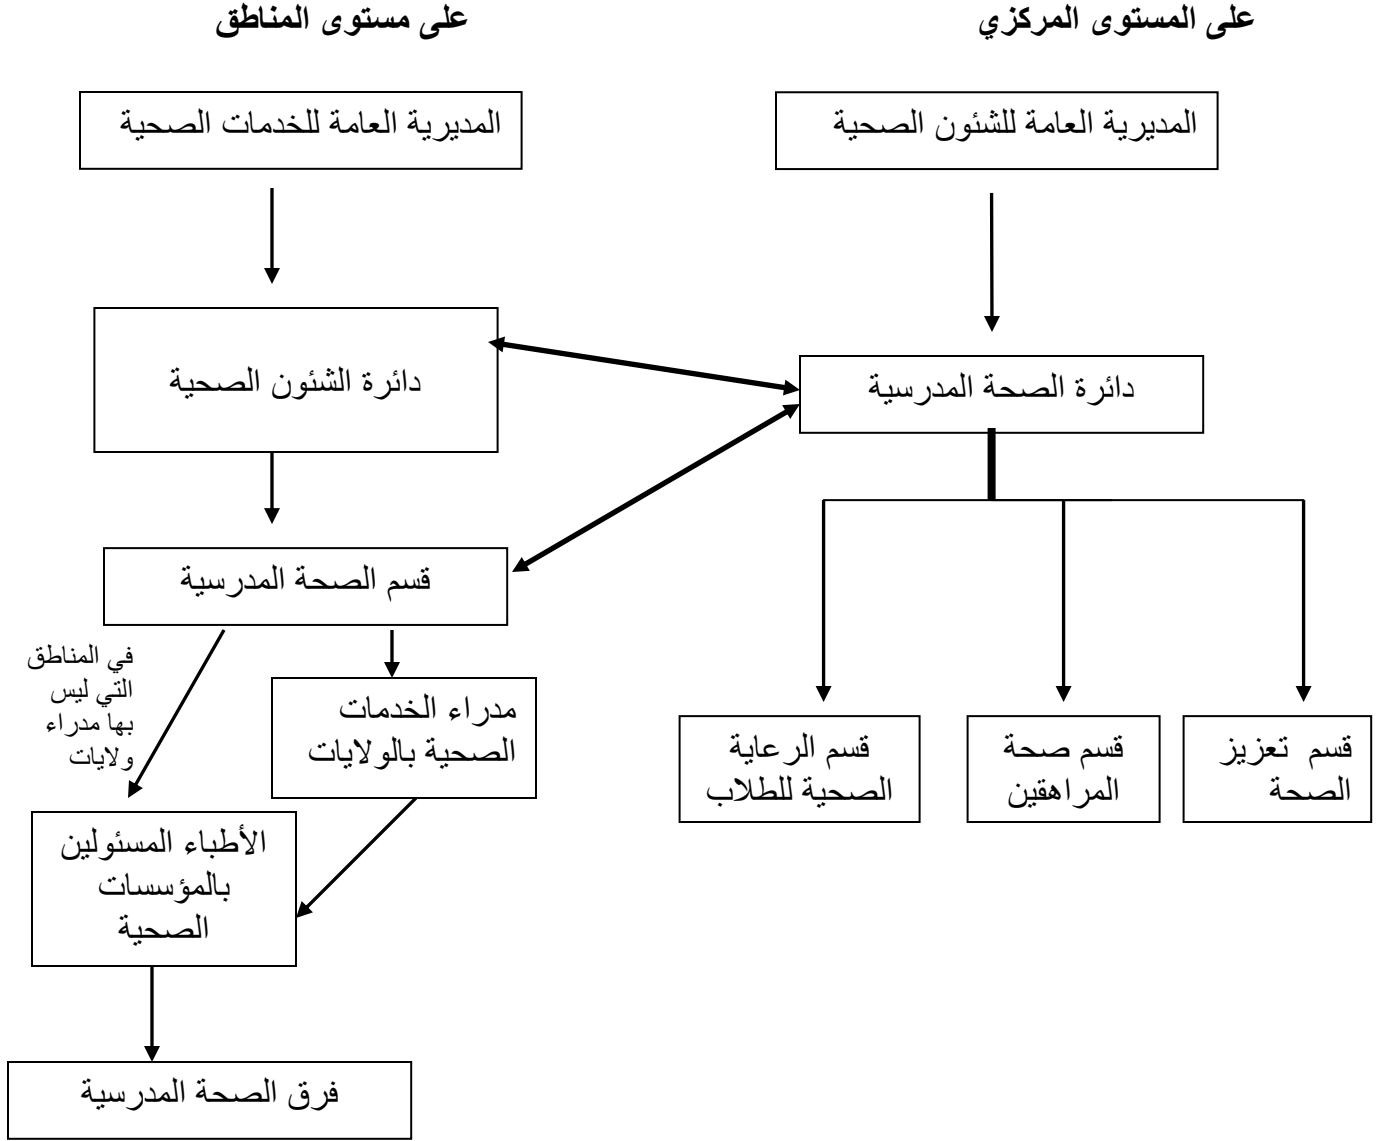 على المستوى المركزي
على مستوى المناطق
المديرية العامة للشئون الصحية
المديرية العامة للخدمات الصحية
دائرة الشئون الصحية
دائرة الصحة المدرسية
قسم الصحة المدرسية
في المناطق
التي ليس
بها مدراء
ولايات
مدراء الخدمات
الصحية بالولايات
قسم تعزيز
الصحة
قسم صحة
المراهقين
قسم الرعاية
الصحية للطلاب
الأطباء المسئولين
بالمؤسسات
الصحية
فرق الصحة المدرسية